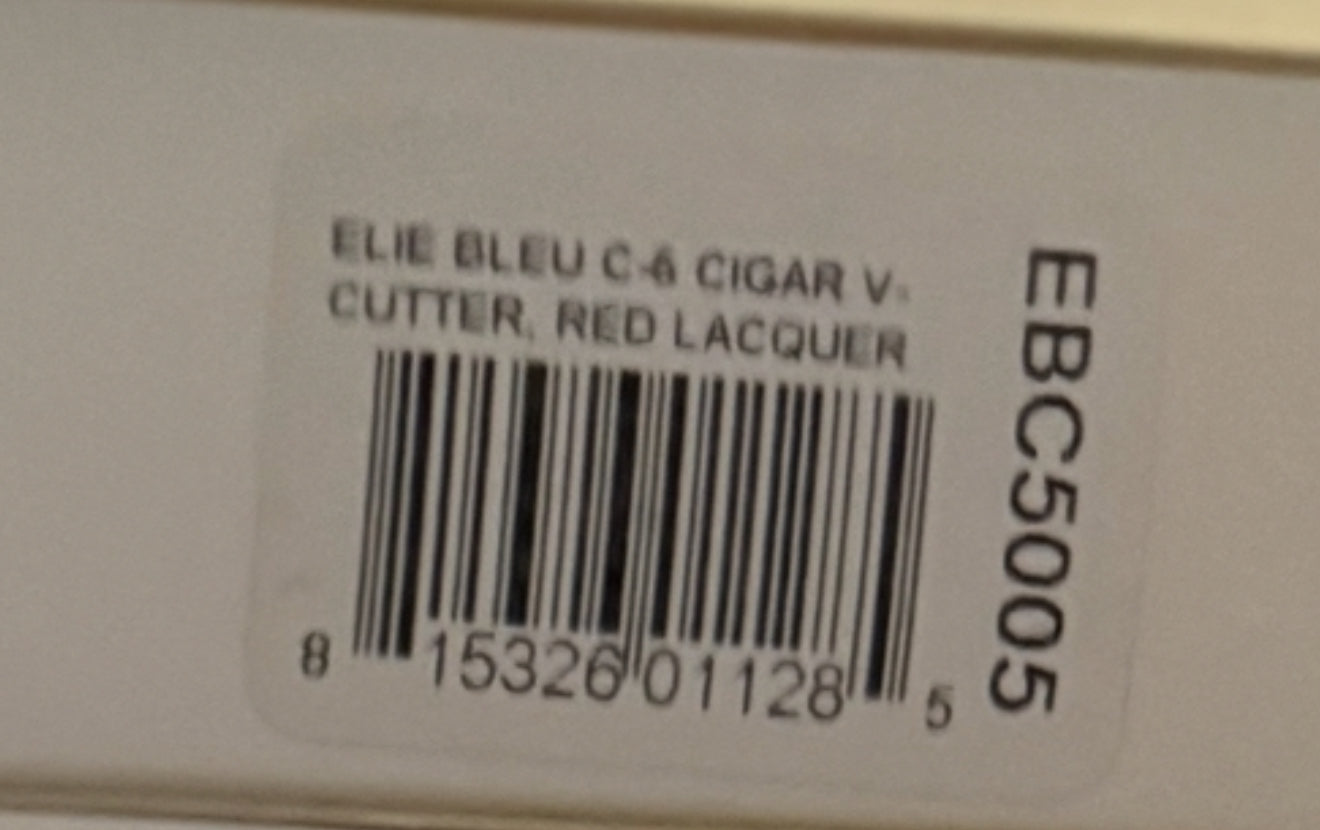 ELIE BLEU C-6 CIGAR V-
CUTTER, RED LACQUER
8 15326 01128 5
EBC5005